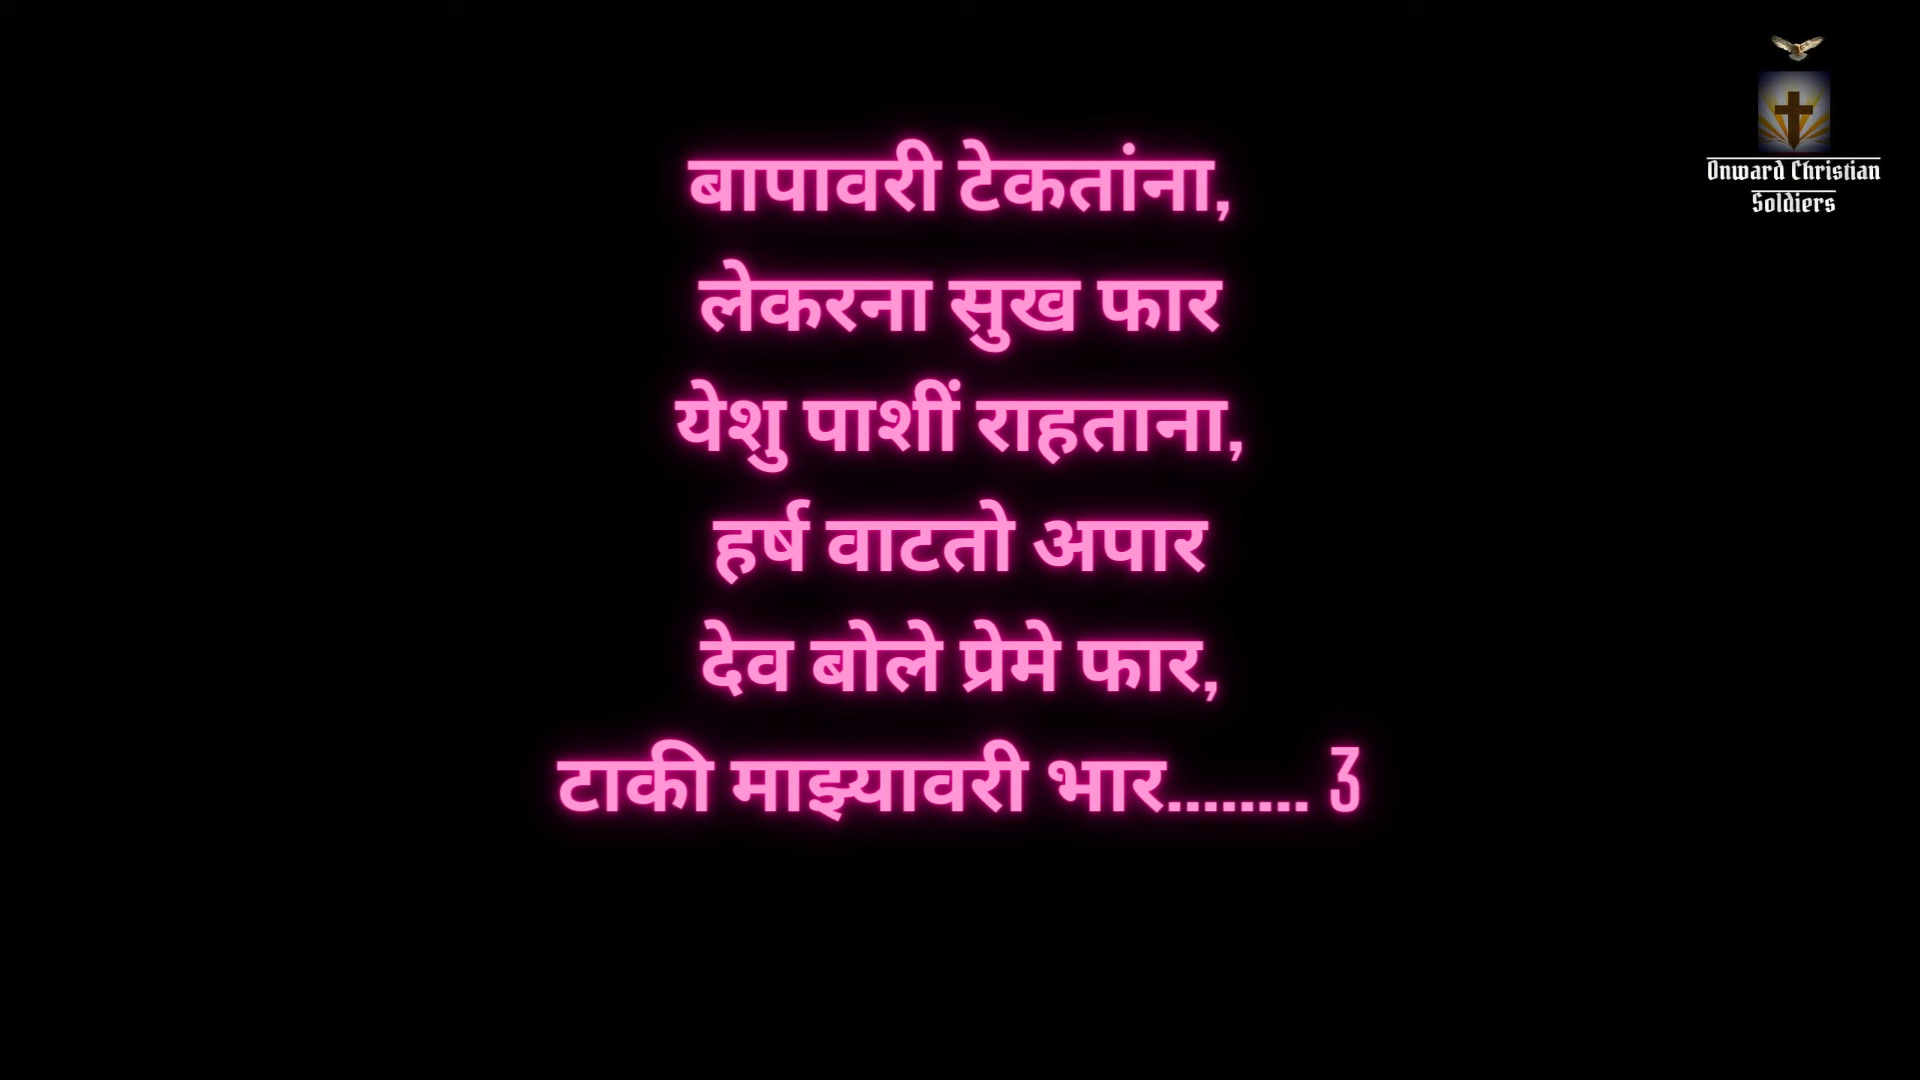 बापावरी टेकतांना,
लेकरना सुख फार
येशु पाशीं राहताना,
हर्ष वाटतो अपार
देव बोले प्रेमे फार,
टाकी माझ्यावरी भार........ 3
Onward Christian
Soldiers